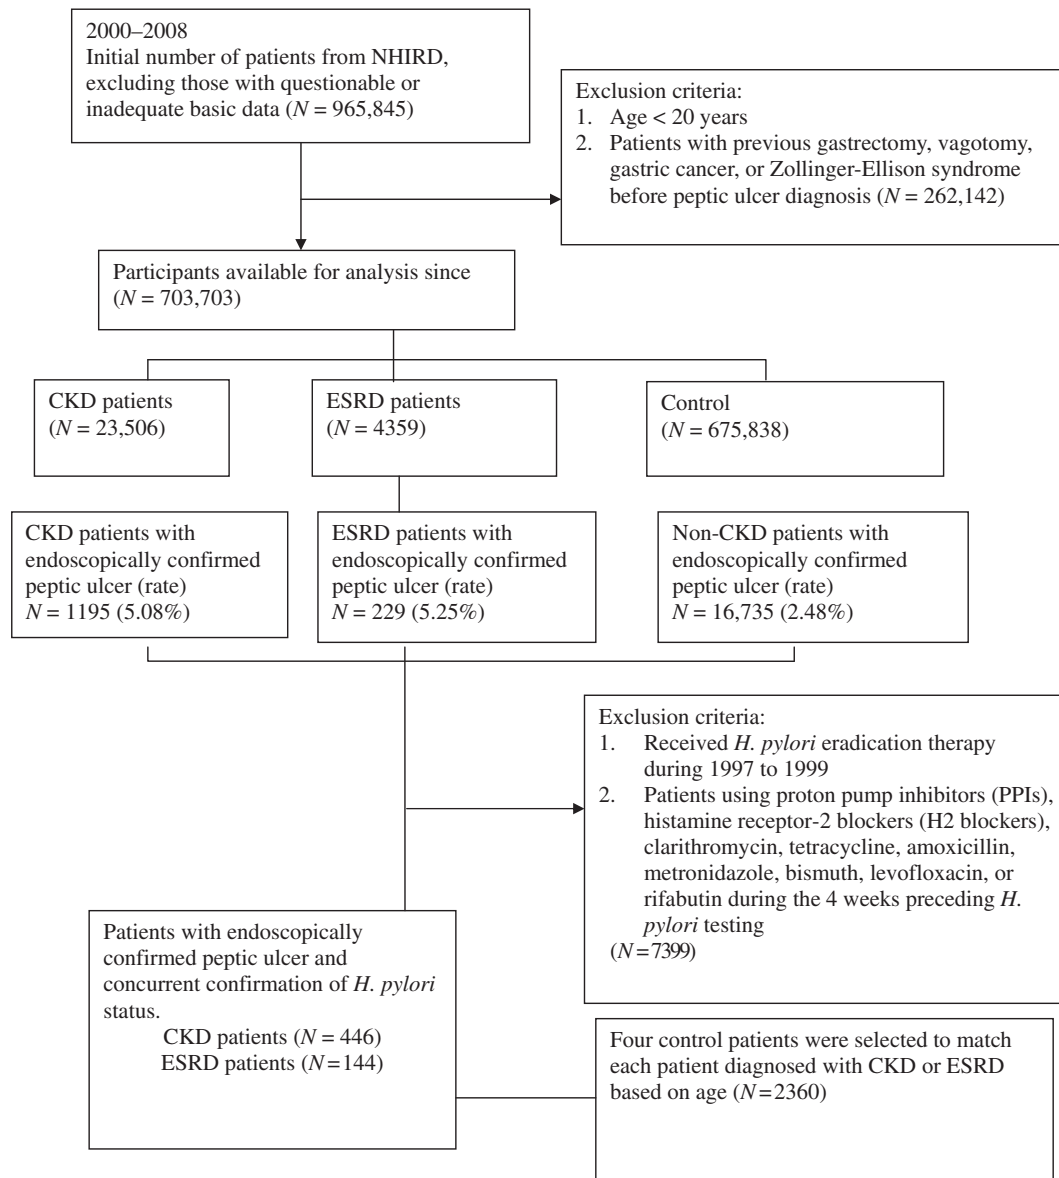 2000–2008
Initial number of patients from NHIRD,
excluding those with questionable or
inadequate basic data (N = 965,845)
Exclusion criteria:
1. Age < 20 years
2. Patients with previous gastrectomy, vagotomy,
gastric cancer, or Zollinger-Ellison syndrome
before peptic ulcer diagnosis (N = 262,142)
Participants available for analysis since
(N = 703,703)
CKD patients
(N = 23,506)
ESRD patients
(N = 4359)
Control
(N = 675,838)
CKD patients with
endoscopically confirmed
peptic ulcer (rate)
N = 1195 (5.08%)
ESRD patients with
endoscopically confirmed
peptic ulcer (rate)
N = 229 (5.25%)
Non-CKD patients with
endoscopically confirmed
peptic ulcer (rate)
N = 16,735 (2.48%)
Exclusion criteria:
1. Received H. pylori eradication therapy
during 1997 to 1999
2. Patients using proton pump inhibitors (PPIs),
histamine receptor-2 blockers (H2 blockers),
clarithromycin, tetracycline, amoxicillin,
metronidazole, bismuth, levofloxacin, or
rifabutin during the 4 weeks preceding H.
pylori testing
(N = 7399)
Patients with endoscopically
confirmed peptic ulcer and
concurrent confirmation of H. pylori
status.
CKD patients (N = 446)
ESRD patients (N = 144)
Four control patients were selected to match
each patient diagnosed with CKD or ESRD
based on age (N = 2360)